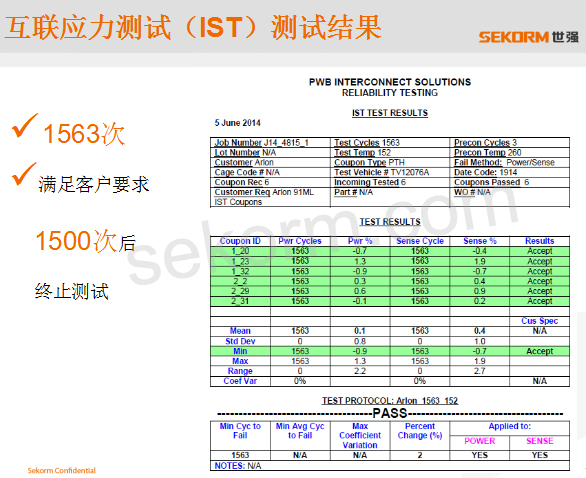 互联应力测试（IST）测试结果
SEKORM 世强
1563次
满足客户要求
1500次后
终止测试
PWB INTERCONNECT SOLUTIONS
RELIABILITY TESTING
IST TEST RESULTS
5 June 2014
Job Number J14_4815_1 Test Cycles 1563 Precon Cycles 3
Lot Number N/A Test Temp 152 Precon Temp 260
Customer Arlon Coupon Type PTH Fail Method: Power/Sense
Cage Code # N/A Test Vehicle # TV12076A Date Code: 1914
Coupon Rec 6 Incoming Tested 6 Coupons Passed 6
Customer Req Arlon 91ML Part # N/A WO # N/A
IST Coupons
TEST RESULTS
Coupon ID Pwr Cycles Pwr % Sense Cycle Sense % Results
1_20 1563 -0.7 1563 -0.4 Accept
1_23 1563 1.3 1563 1.9 Accept
1_32 1563 -0.9 1563 -0.7 Accept
2_2 1563 0.3 1563 0.4 Accept
2_29 1563 0.6 1563 0.9 Accept
2_31 1563 -0.1 1563 0.2 Accept
Cus Spec
Mean 1563 0.1 1563 0.4 N/A
Std Dev 0 0.8 0 1.0
Min 1563 -0.9 1563 -0.7 Accept
Max 1563 1.3 1563 1.9
Range 0 2.2 0 2.7
Coef Var 0% 0% N/A
TEST PROTOCOL: Arlon_1563_152
PASS
Min Cyc to Fail Min Avg Cyc to Fail Max Coefficient Variation Percent Change (%) Applied to:
POWER SENSE
1563 N/A N/A 2 YES YES
NOTES: N/A
sekorm.com
Sekorm Confidential